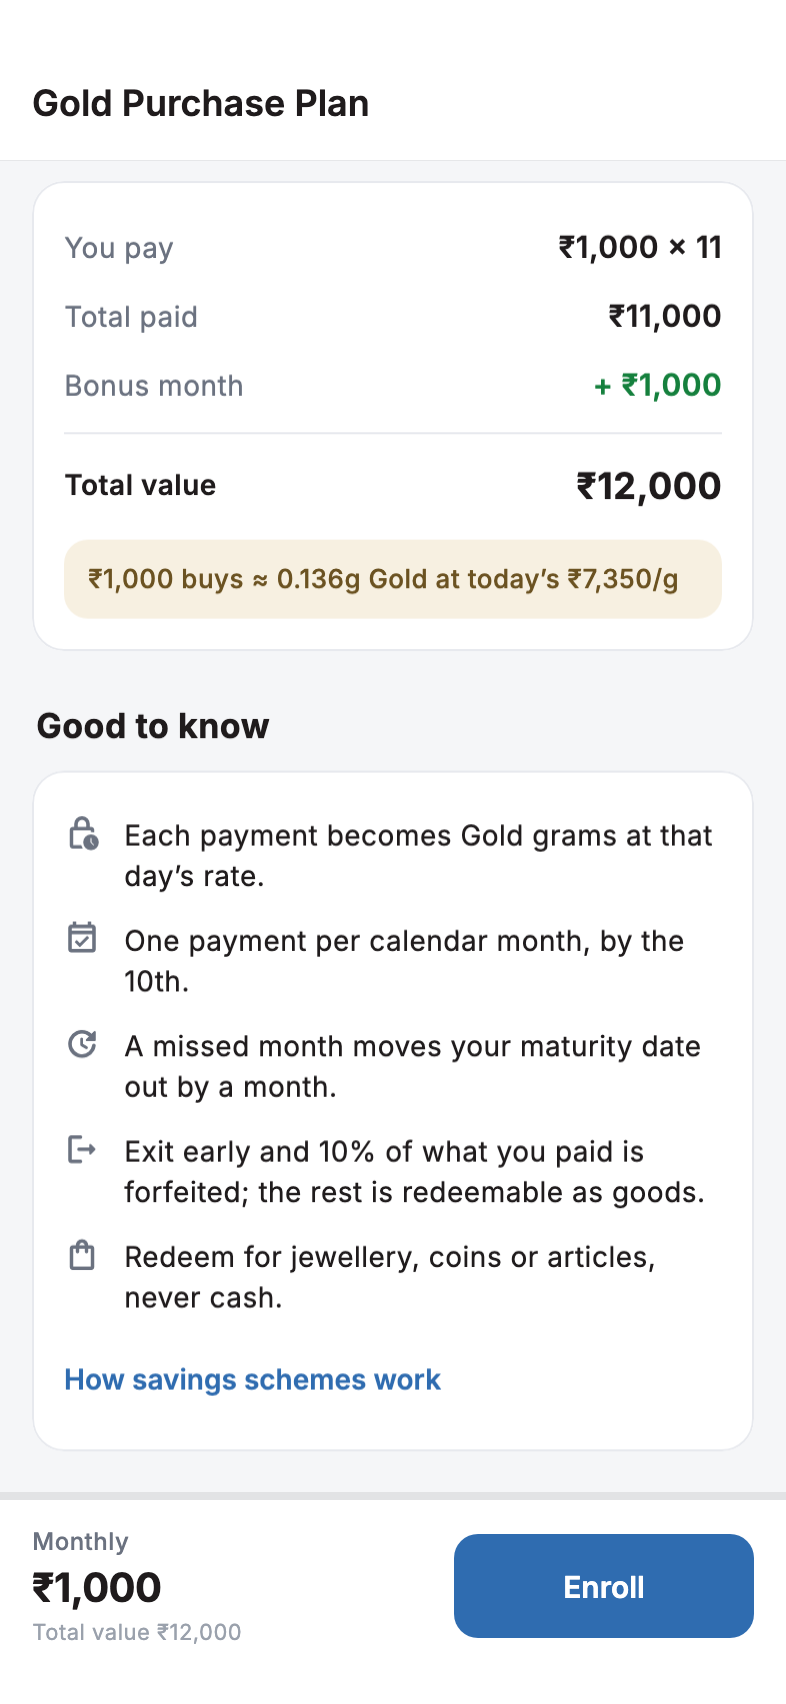 Gold Purchase Plan
You pay ₹1,000 × 11
Total paid ₹11,000
Bonus month + ₹1,000
Total value ₹12,000
₹1,000 buys ≈ 0.136g Gold at today’s ₹7,350/g
Good to know
Each payment becomes Gold grams at that
day’s rate.
One payment per calendar month, by the
10th.
A missed month moves your maturity date
out by a month.
Exit early and 10% of what you paid is
forfeited; the rest is redeemable as goods.
Redeem for jewellery, coins or articles,
never cash.
How savings schemes work
Monthly
₹1,000
Total value ₹12,000
Enroll